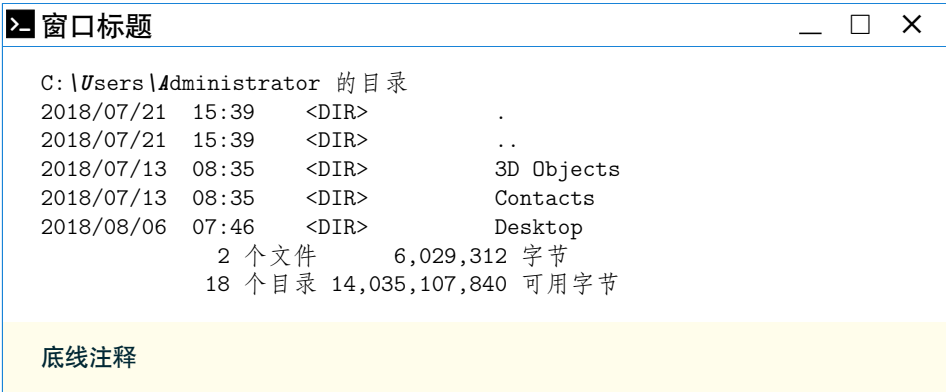 窗口标题
C:\Users\Administrator 的目录
2018/07/21  15:39    <DIR>          .
2018/07/21  15:39    <DIR>          ..
2018/07/13  08:35    <DIR>          3D Objects
2018/07/13  08:35    <DIR>          Contacts
2018/08/06  07:46    <DIR>          Desktop
2 个文件      6,029,312 字节
18 个目录 14,035,107,840 可用字节
底线注释